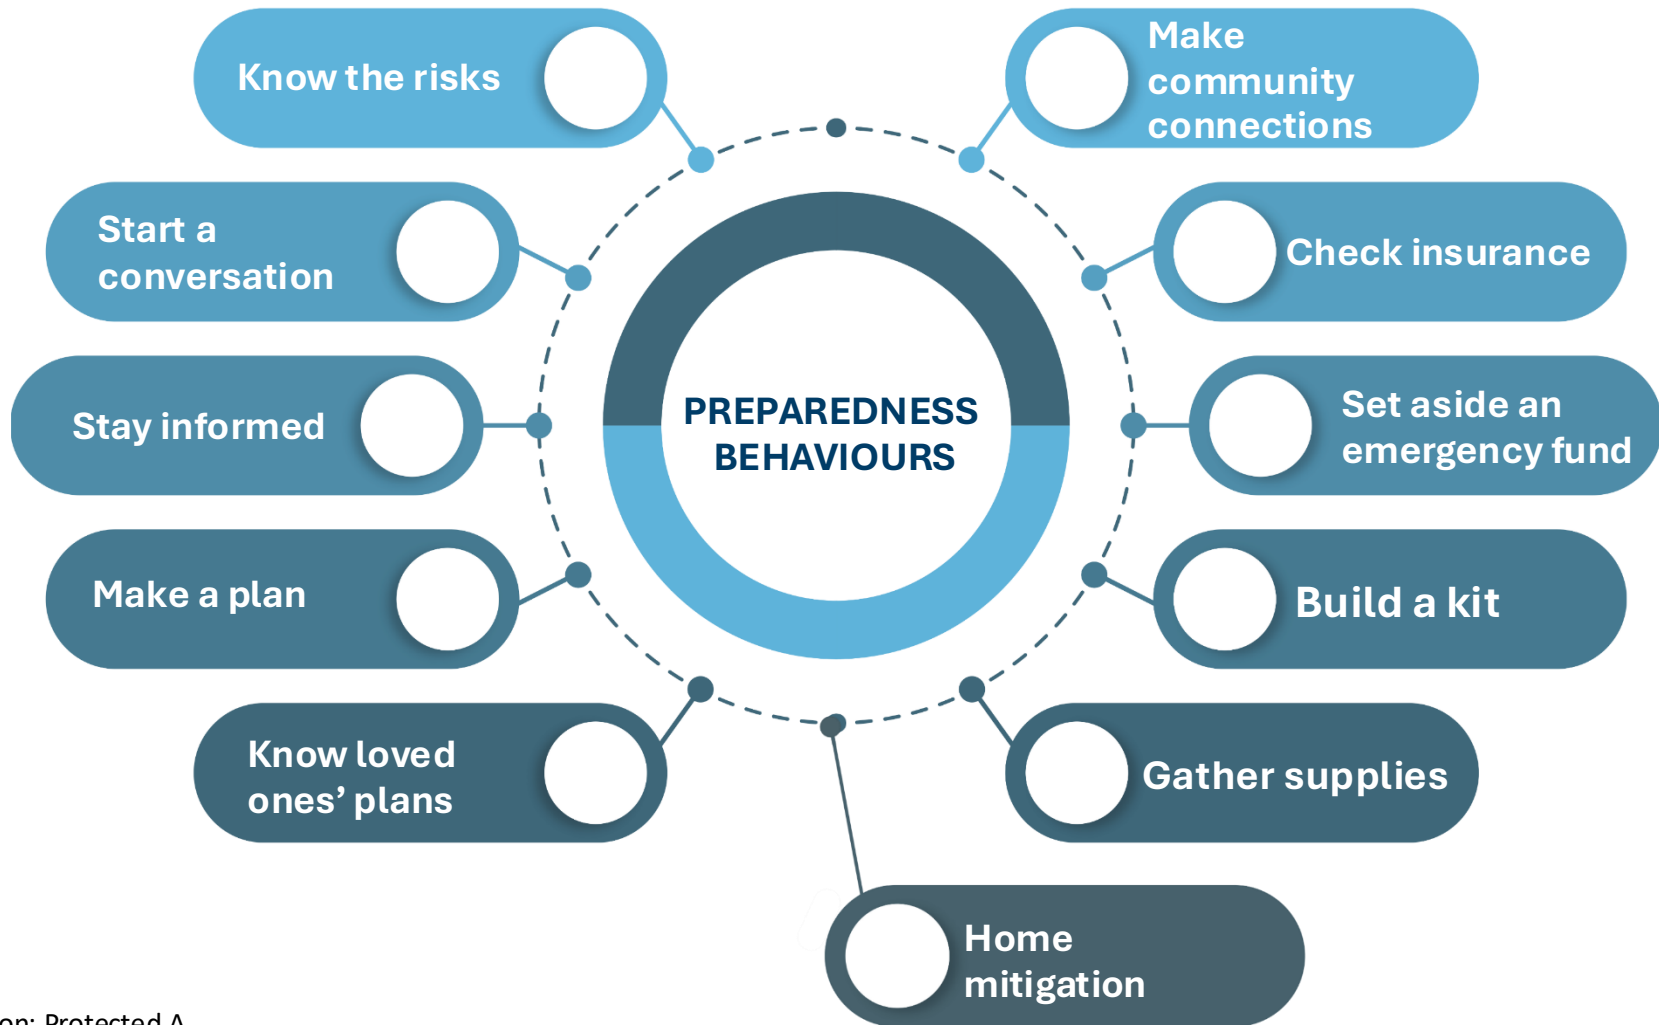 Know the risks
Start a
conversation
Stay informed
Make a plan
Know loved
ones’ plans
PREPAREDNESS
BEHAVIOURS
Make
community
connections
Check insurance
Set aside an
emergency fund
Build a kit
Gather supplies
Home
mitigation
Protected A